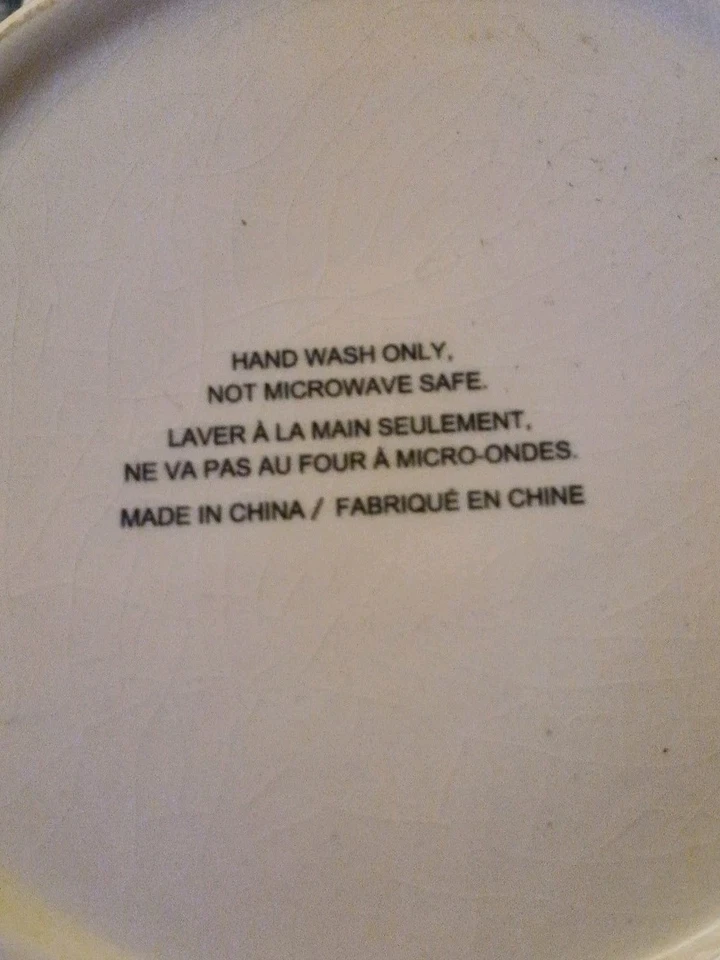 HAND WASH ONLY,
NOT MICROWAVE SAFE.
LAVER À LA MAIN SEULEMENT,
NE VA PAS AU FOUR À MICRO-ONDES.
MADE IN CHINA / FABRIQUÉ EN CHINE